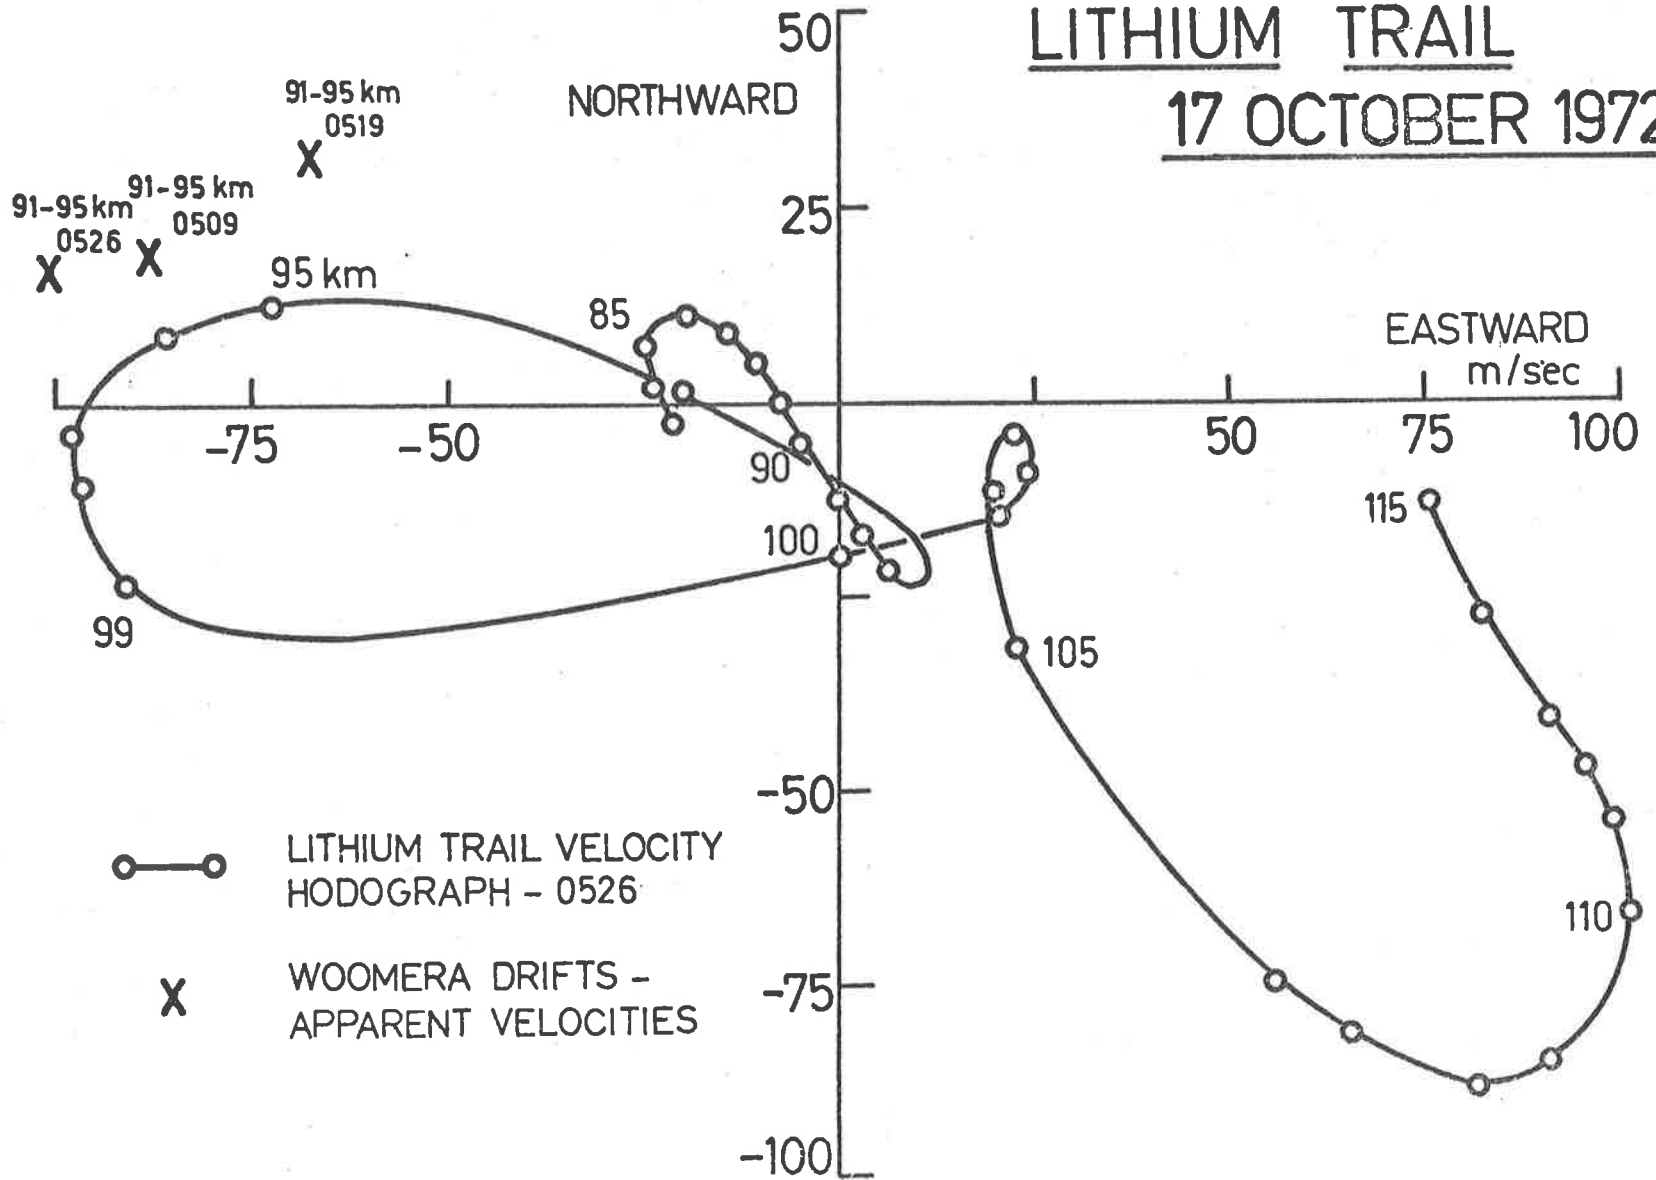 LITHIUM TRAIL
17 OCTOBER 1972
50
NORTHWARD
91-95 km
0519
91-95 km
0509
91-95 km
0526
25
95 km
85
EASTWARD
m/sec
-75
-50
50
75
100
90
115
100
99
105
-50
110
-75
-100
LITHIUM TRAIL VELOCITY
HODOGRAPH - 0526
X WOOMERA DRIFTS -
APPARENT VELOCITIES